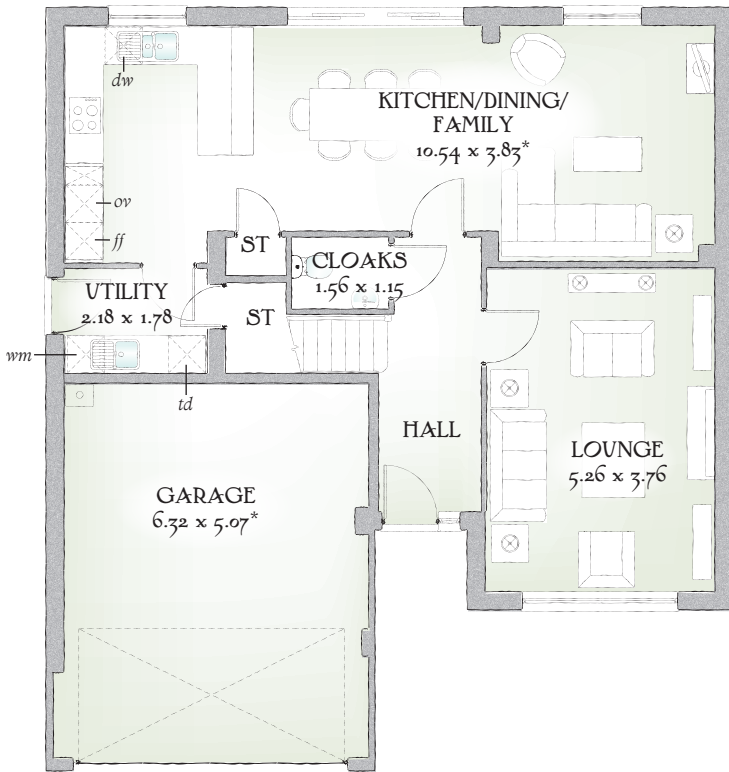 dw
KITCHEN/DINING/
FAMILY
10.54 x 3.83*
ov
ff
ST
CLOAKS
1.56 x 1.15
UTILITY
2.18 x 1.78
ST
wm
td
HALL
LOUNGE
5.26 x 3.76
GARAGE
6.32 x 5.07*